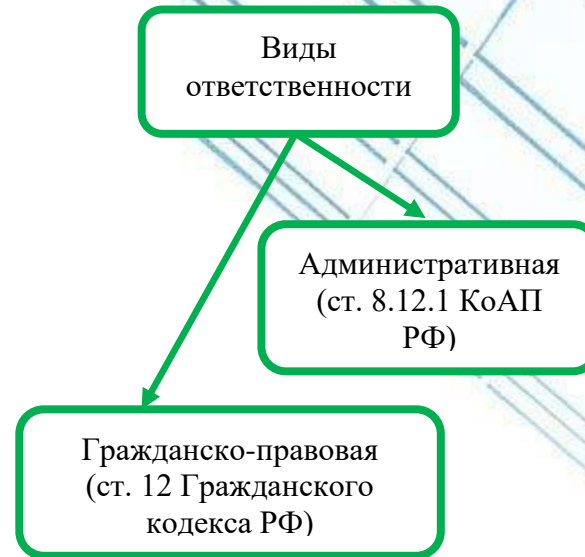 Виды
ответственности
Административная
(ст. 8.12.1 КоАП
РФ)
Гражданско-правовая
(ст. 12 Гражданского
кодекса РФ)